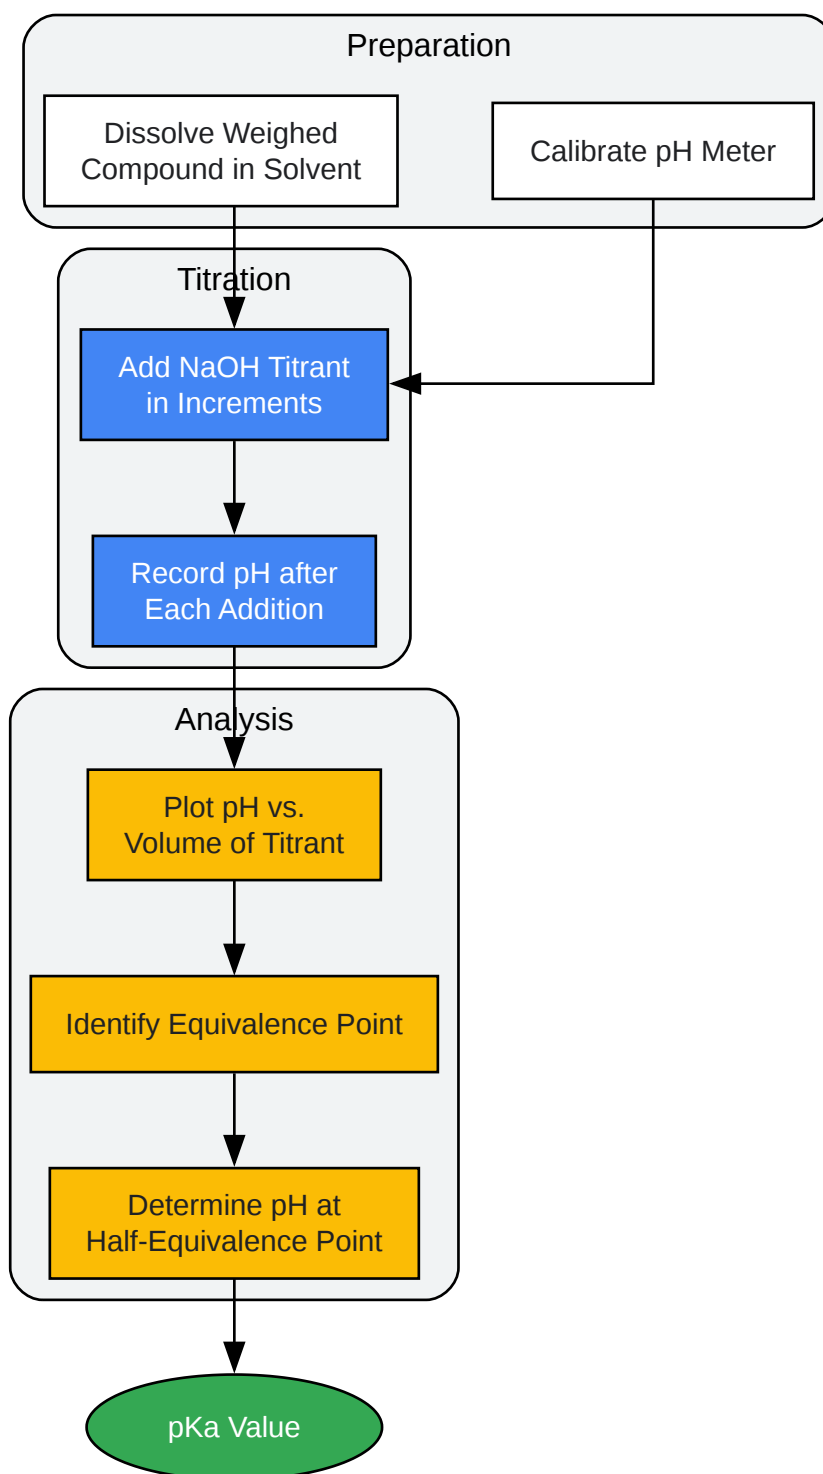 Preparation
Dissolve Weighed
Compound in Solvent
Calibrate pH Meter
Titration
Add NaOH Titrant
in Increments
Record pH after
Each Addition
Analysis
Plot pH vs.
Volume of Titrant
Identify Equivalence Point
Determine pH at
Half-Equivalence Point
pKa Value